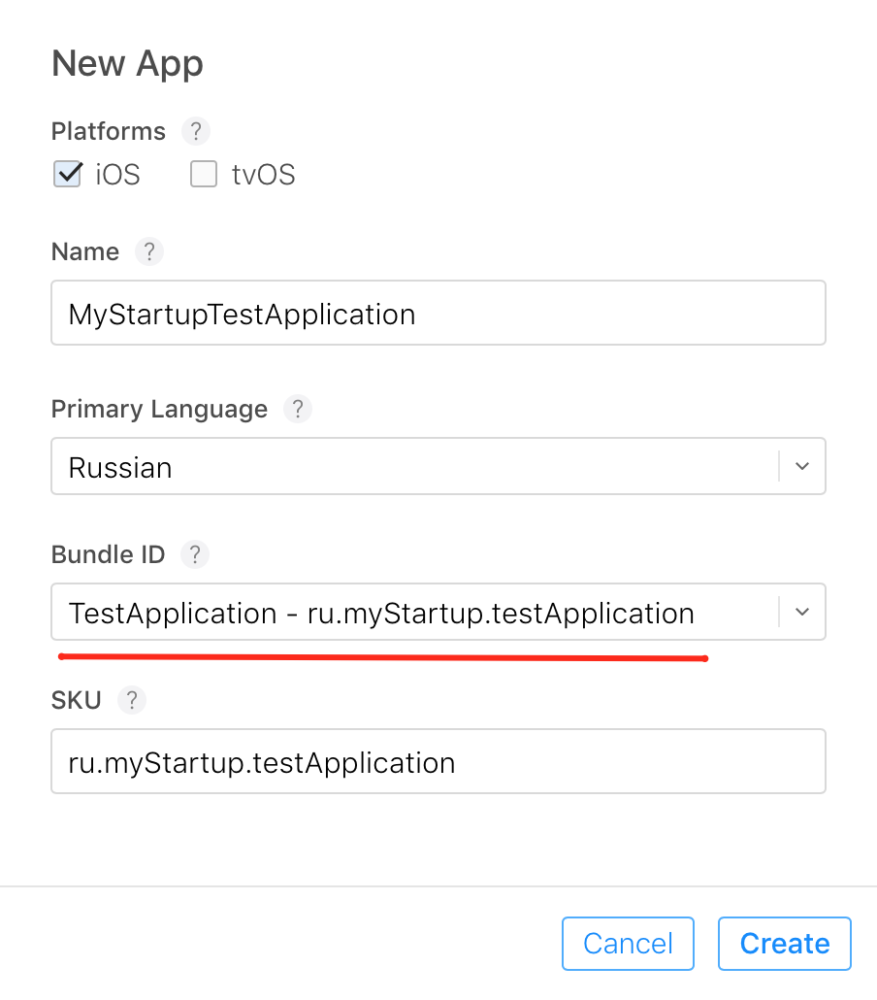 New App
Platforms ?
iOS tvOS
Name ?
MyStartupTestApplication
Primary Language ?
Russian
Bundle ID ?
TestApplication - ru.myStartup.testApplication
SKU ?
ru.myStartup.testApplication
Cancel Create